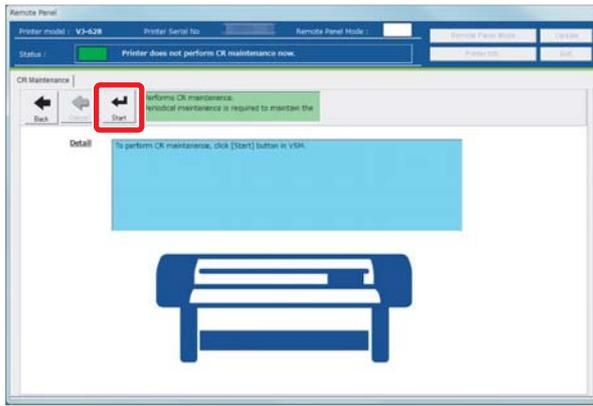 Remote Panel
Printer model : VJ-628 Printer Serial No Remote Panel Mode :
Remote Panel Mode Update
Status : Printer does not perform CR maintenance now.
Printer Info Exit
CR Maintenance
Back Cancel Start
Performs CR maintenance.
Periodical maintenance is required to maintain the
Detail
To perform CR maintenance, click [Start] button in VSM.